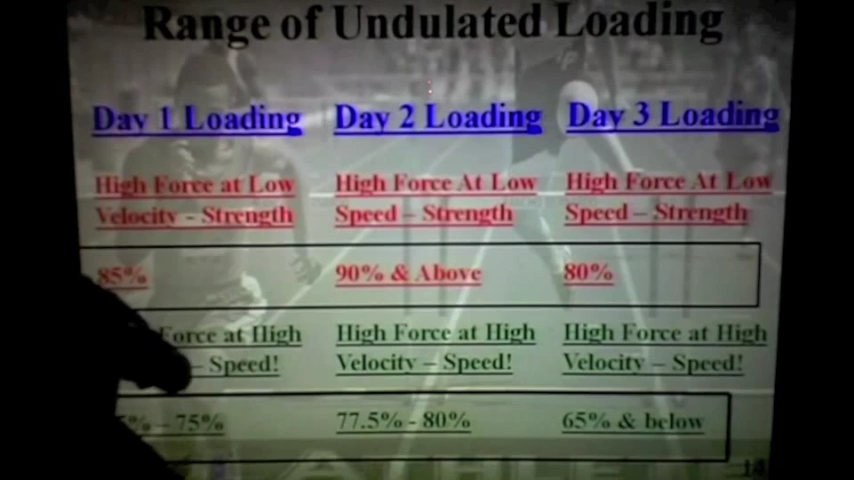 Range of Undulated Loading
Day 1 Loading Day 2 Loading Day 3 Loading
High Force at Low High Force At Low High Force At Low
Velocity - Strength Speed – Strength Speed – Strength
85% 90% & Above 80%
Force at High High Force at High High Force at High
– Speed! Velocity – Speed! Velocity – Speed!
– 75% 77.5% - 80% 65% & below
14